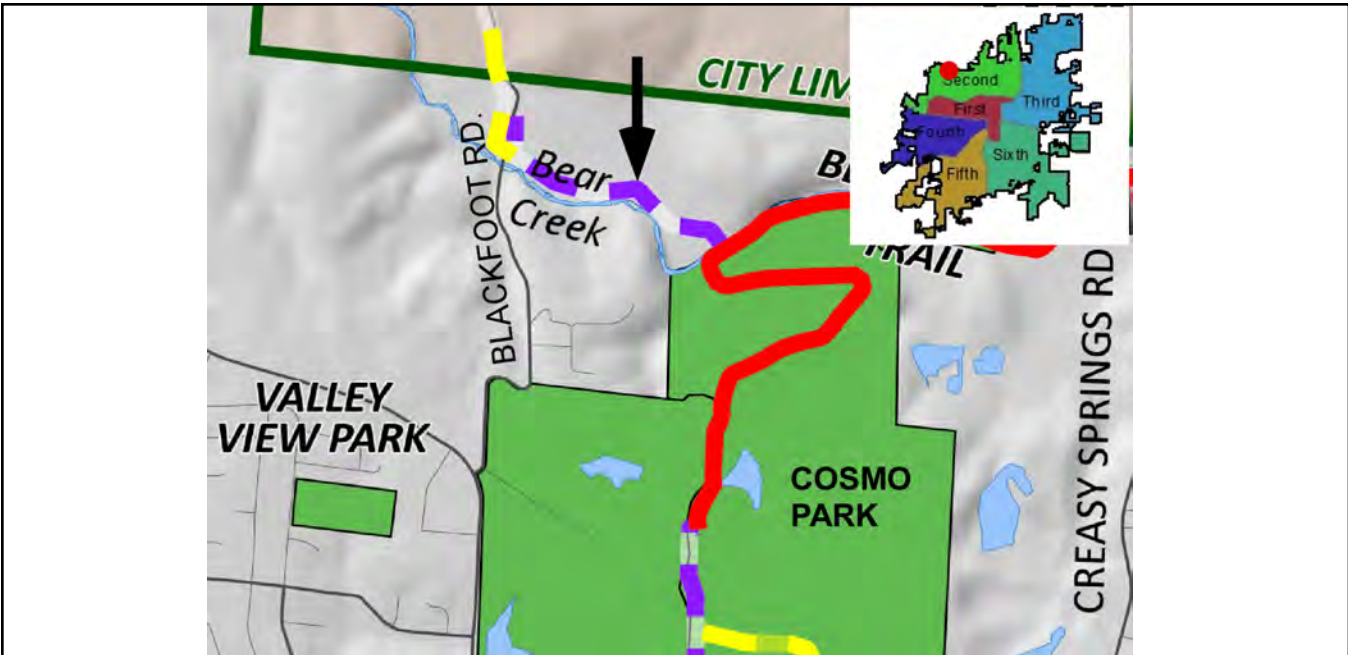 CITY LIM
Second
Third
First
Fourth
Sixth
Fifth
BLACKFOOT RD.
Bear
Creek
TRAIL
CREASY SPRINGS RD
VALLEY
VIEW PARK
COSMO
PARK